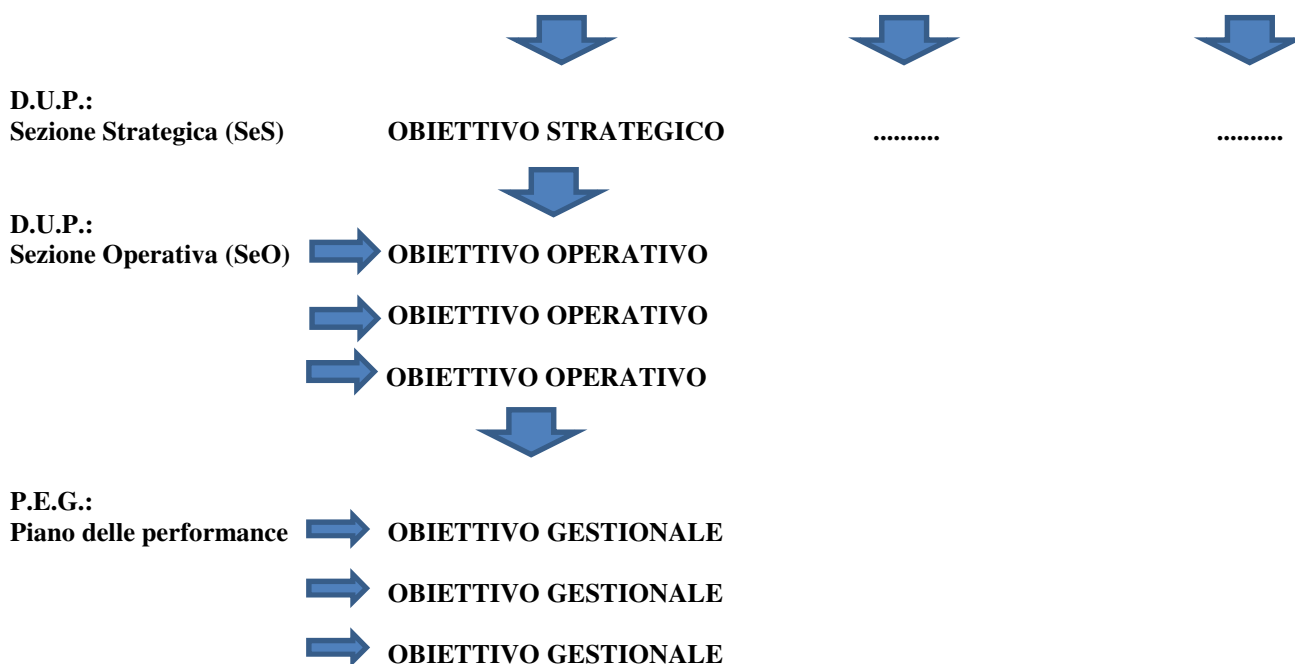 D.U.P.:
Sezione Strategica (SeS) OBIETTIVO STRATEGICO .......... ..........
D.U.P.:
Sezione Operativa (SeO) OBIETTIVO OPERATIVO
OBIETTIVO OPERATIVO
OBIETTIVO OPERATIVO
P.E.G.:
Piano delle performance OBIETTIVO GESTIONALE
OBIETTIVO GESTIONALE
OBIETTIVO GESTIONALE